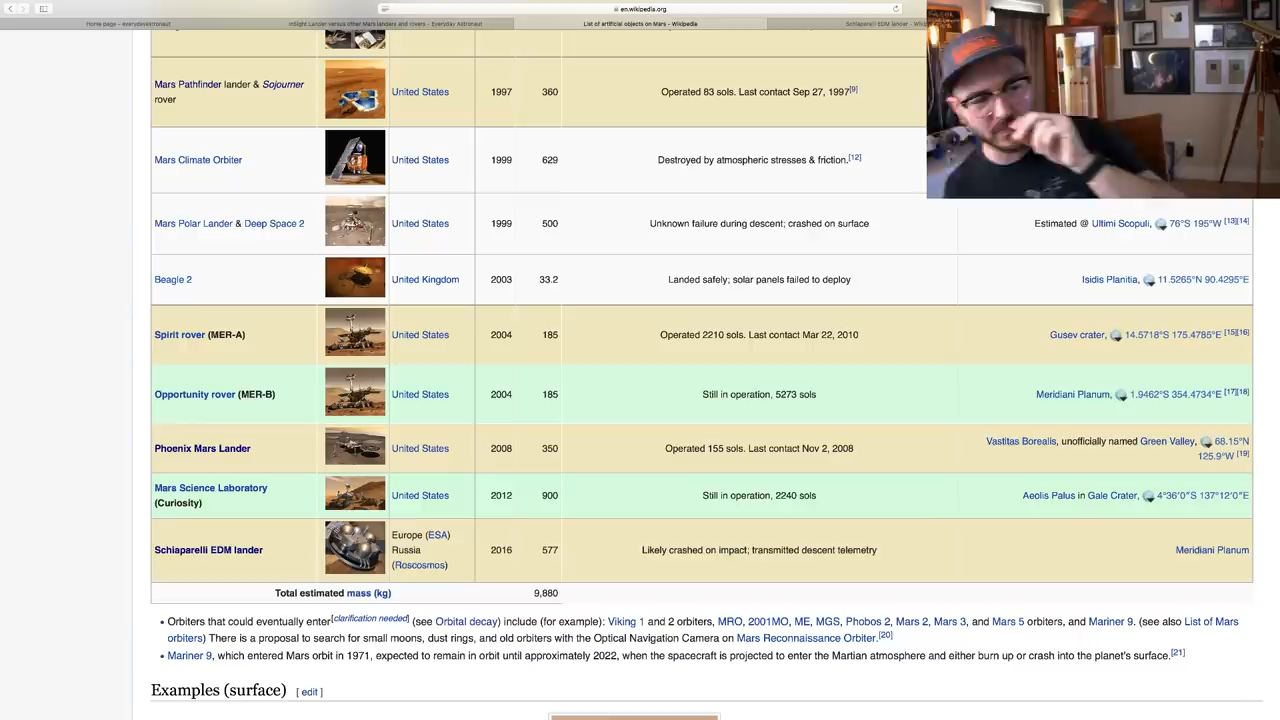 en.wikipedia.org
Home page - everydayastronaut
InSight Lander versus other Mars landers and rovers - Everyday Astronaut
List of artificial objects on Mars - Wikipedia
Schiaparelli EDM lander - Wikip
Mars Pathfinder lander & Sojourner
rover
United States
1997
360
Operated 83 sols. Last contact Sep 27, 1997[9]
Mars Climate Orbiter
United States
1999
629
Destroyed by atmospheric stresses & friction.[12]
Mars Polar Lander & Deep Space 2
United States
1999
500
Unknown failure during descent; crashed on surface
Estimated @ Ultimi Scopuli, 76°S 195°W [13][14]
Beagle 2
United Kingdom
2003
33.2
Landed safely; solar panels failed to deploy
Isidis Planitia, 11.5265°N 90.4295°E
Spirit rover (MER-A)
United States
2004
185
Operated 2210 sols. Last contact Mar 22, 2010
Gusev crater, 14.5718°S 175.4785°E [15][16]
Opportunity rover (MER-B)
United States
2004
185
Still in operation, 5273 sols
Meridiani Planum, 1.9462°S 354.4734°E [17][18]
Phoenix Mars Lander
United States
2008
350
Operated 155 sols. Last contact Nov 2, 2008
Vastitas Borealis, unofficially named Green Valley, 68.15°N
125.9°W [19]
Mars Science Laboratory
(Curiosity)
United States
2012
900
Still in operation, 2240 sols
Aeolis Palus in Gale Crater, 4°36′0″S 137°12′0″E
Schiaparelli EDM lander
Europe (ESA)
Russia
(Roscosmos)
2016
577
Likely crashed on impact; transmitted descent telemetry
Meridiani Planum
Total estimated mass (kg)
9,880
• Orbiters that could eventually enter[clarification needed] (see Orbital decay) include (for example): Viking 1 and 2 orbiters, MRO, 2001MO, ME, MGS, Phobos 2, Mars 2, Mars 3, and Mars 5 orbiters, and Mariner 9. (see also List of Mars
orbiters) There is a proposal to search for small moons, dust rings, and old orbiters with the Optical Navigation Camera on Mars Reconnaissance Orbiter.[20]
• Mariner 9, which entered Mars orbit in 1971, expected to remain in orbit until approximately 2022, when the spacecraft is projected to enter the Martian atmosphere and either burn up or crash into the planet's surface.[21]
Examples (surface) [ edit ]